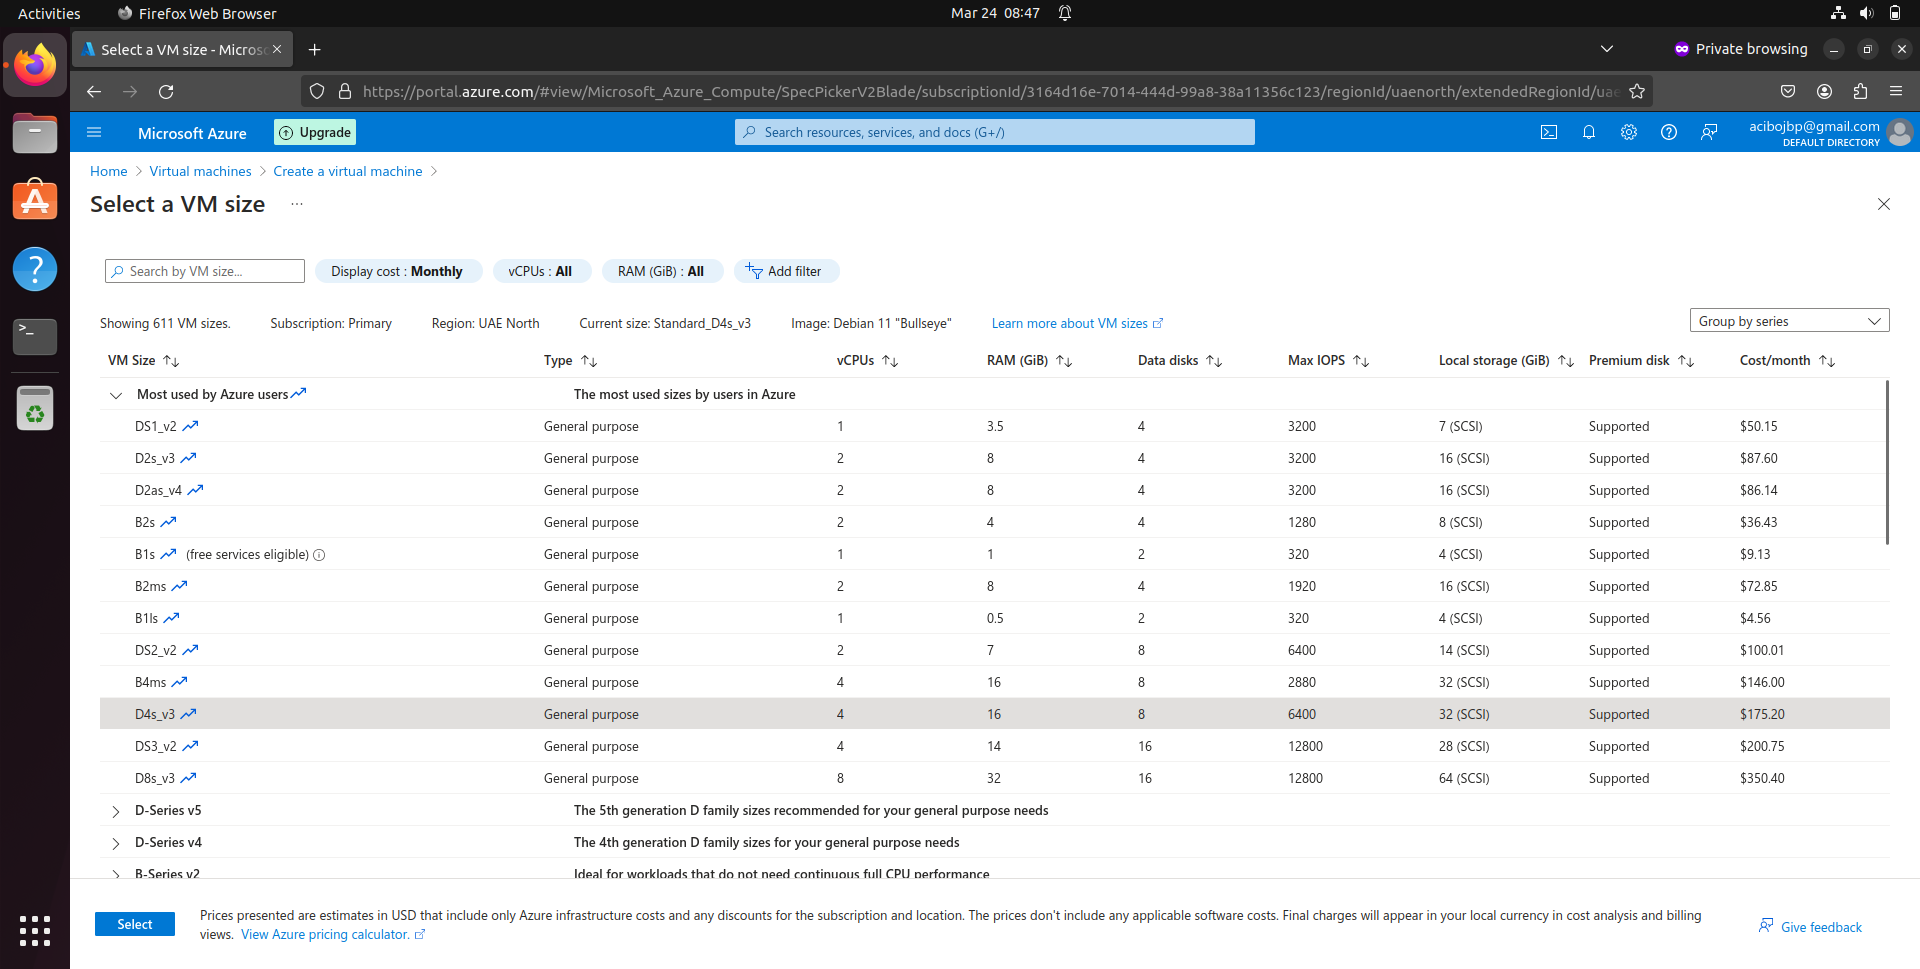 Activities
Firefox Web Browser
Mar 24 08:47
Select a VM size - Micros
Private browsing
https://portal.azure.com/#view/Microsoft_Azure_Compute/SpecPickerV2Blade/subscriptionId/3164d16e-7014-444d-99a8-38a11356c123/regionId/uaenorth/extendedRegionId/uae
Microsoft Azure
Upgrade
Search resources, services, and docs (G+/)
acibojbp@gmail.com
DEFAULT DIRECTORY
Home > Virtual machines > Create a virtual machine >
Select a VM size ...
Search by VM size...
Display cost : Monthly
vCPUs : All
RAM (GiB) : All
Add filter
Showing 611 VM sizes. Subscription: Primary Region: UAE North Current size: Standard_D4s_v3 Image: Debian 11 "Bullseye" Learn more about VM sizes
Group by series
VM Size Type vCPUs RAM (GiB) Data disks Max IOPS Local storage (GiB) Premium disk Cost/month
Most used by Azure users The most used sizes by users in Azure
DS1_v2 General purpose 1 3.5 4 3200 7 (SCSI) Supported $50.15
D2s_v3 General purpose 2 8 4 3200 16 (SCSI) Supported $87.60
D2as_v4 General purpose 2 8 4 3200 16 (SCSI) Supported $86.14
B2s General purpose 2 4 4 1280 8 (SCSI) Supported $36.43
B1s (free services eligible) General purpose 1 1 2 320 4 (SCSI) Supported $9.13
B2ms General purpose 2 8 4 1920 16 (SCSI) Supported $72.85
B1ls General purpose 1 0.5 2 320 4 (SCSI) Supported $4.56
DS2_v2 General purpose 2 7 8 6400 14 (SCSI) Supported $100.01
B4ms General purpose 4 16 8 2880 32 (SCSI) Supported $146.00
D4s_v3 General purpose 4 16 8 6400 32 (SCSI) Supported $175.20
DS3_v2 General purpose 4 14 16 12800 28 (SCSI) Supported $200.75
D8s_v3 General purpose 8 32 16 12800 64 (SCSI) Supported $350.40
D-Series v5 The 5th generation D family sizes recommended for your general purpose needs
D-Series v4 The 4th generation D family sizes for your general purpose needs
B-Series v2 Ideal for workloads that do not need continuous full CPU performance
Select
Prices presented are estimates in USD that include only Azure infrastructure costs and any discounts for the subscription and location. The prices don't include any applicable software costs. Final charges will appear in your local currency in cost analysis and billing
views. View Azure pricing calculator.
Give feedback